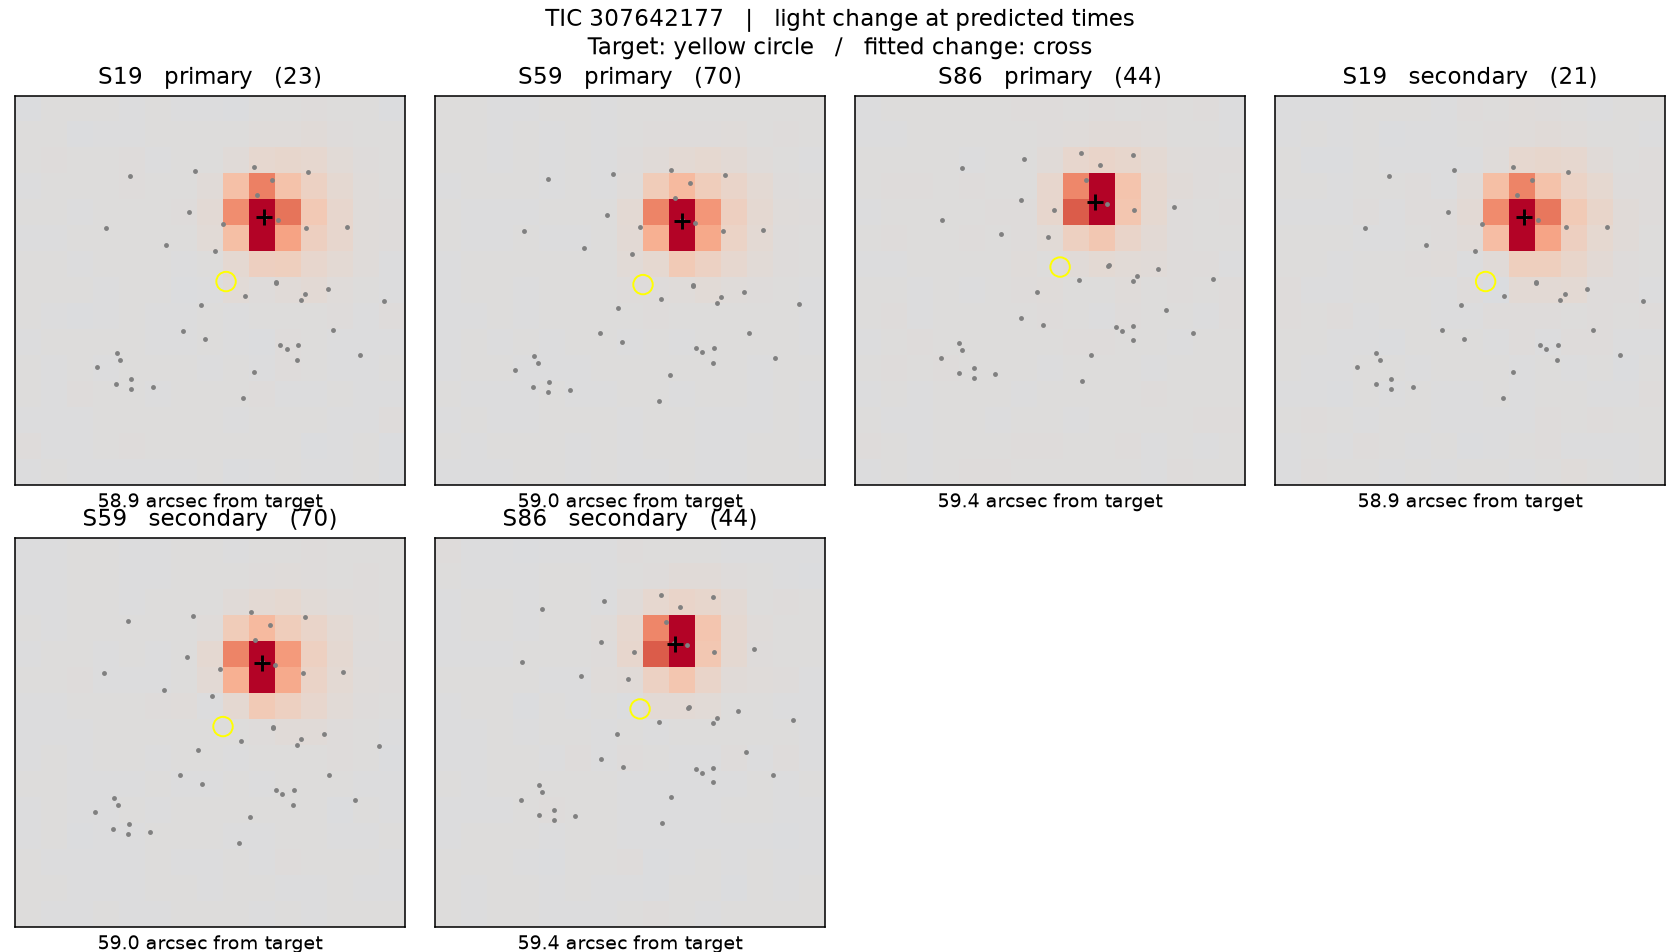 TIC 307642177 | light change at predicted times
Target: yellow circle / fitted change: cross
S19 primary (23)
S59 primary (70)
S86 primary (44)
S19 secondary (21)
58.9 arcsec from target
59.0 arcsec from target
59.4 arcsec from target
58.9 arcsec from target
S59 secondary (70)
S86 secondary (44)
59.0 arcsec from target
59.4 arcsec from target